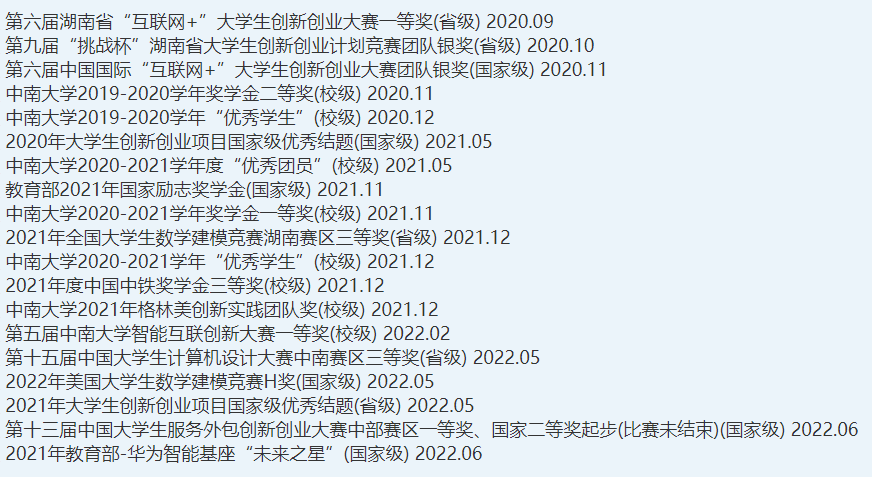 第六届湖南省“互联网+”大学生创新创业大赛一等奖(省级) 2020.09
第九届“挑战杯”湖南省大学生创新创业计划竞赛团队银奖(省级) 2020.10
第六届中国国际“互联网+”大学生创新创业大赛团队银奖(国家级) 2020.11
中南大学2019-2020学年奖学金二等奖(校级) 2020.11
中南大学2019-2020学年“优秀学生”(校级) 2020.12
2020年大学生创新创业项目国家级优秀结题(国家级) 2021.05
中南大学2020-2021学年度“优秀团员”(校级) 2021.05
教育部2021年国家励志奖学金(国家级) 2021.11
中南大学2020-2021学年奖学金一等奖(校级) 2021.11
2021年全国大学生数学建模竞赛湖南赛区三等奖(省级) 2021.12
中南大学2020-2021学年“优秀学生”(校级) 2021.12
2021年度中国中铁奖学金三等奖(校级) 2021.12
中南大学2021年格林美创新实践团队奖(校级) 2021.12
第五届中南大学智能互联创新大赛一等奖(校级) 2022.02
第十五届中国大学生计算机设计大赛中南赛区三等奖(省级) 2022.05
2022年美国大学生数学建模竞赛H奖(国家级) 2022.05
2021年大学生创新创业项目国家级优秀结题(省级) 2022.05
第十三届中国大学生服务外包创新创业大赛中部赛区一等奖、国家二等奖起步(比赛未结束)(国家级) 2022.06
2021年教育部-华为智能基座“未来之星”(国家级) 2022.06